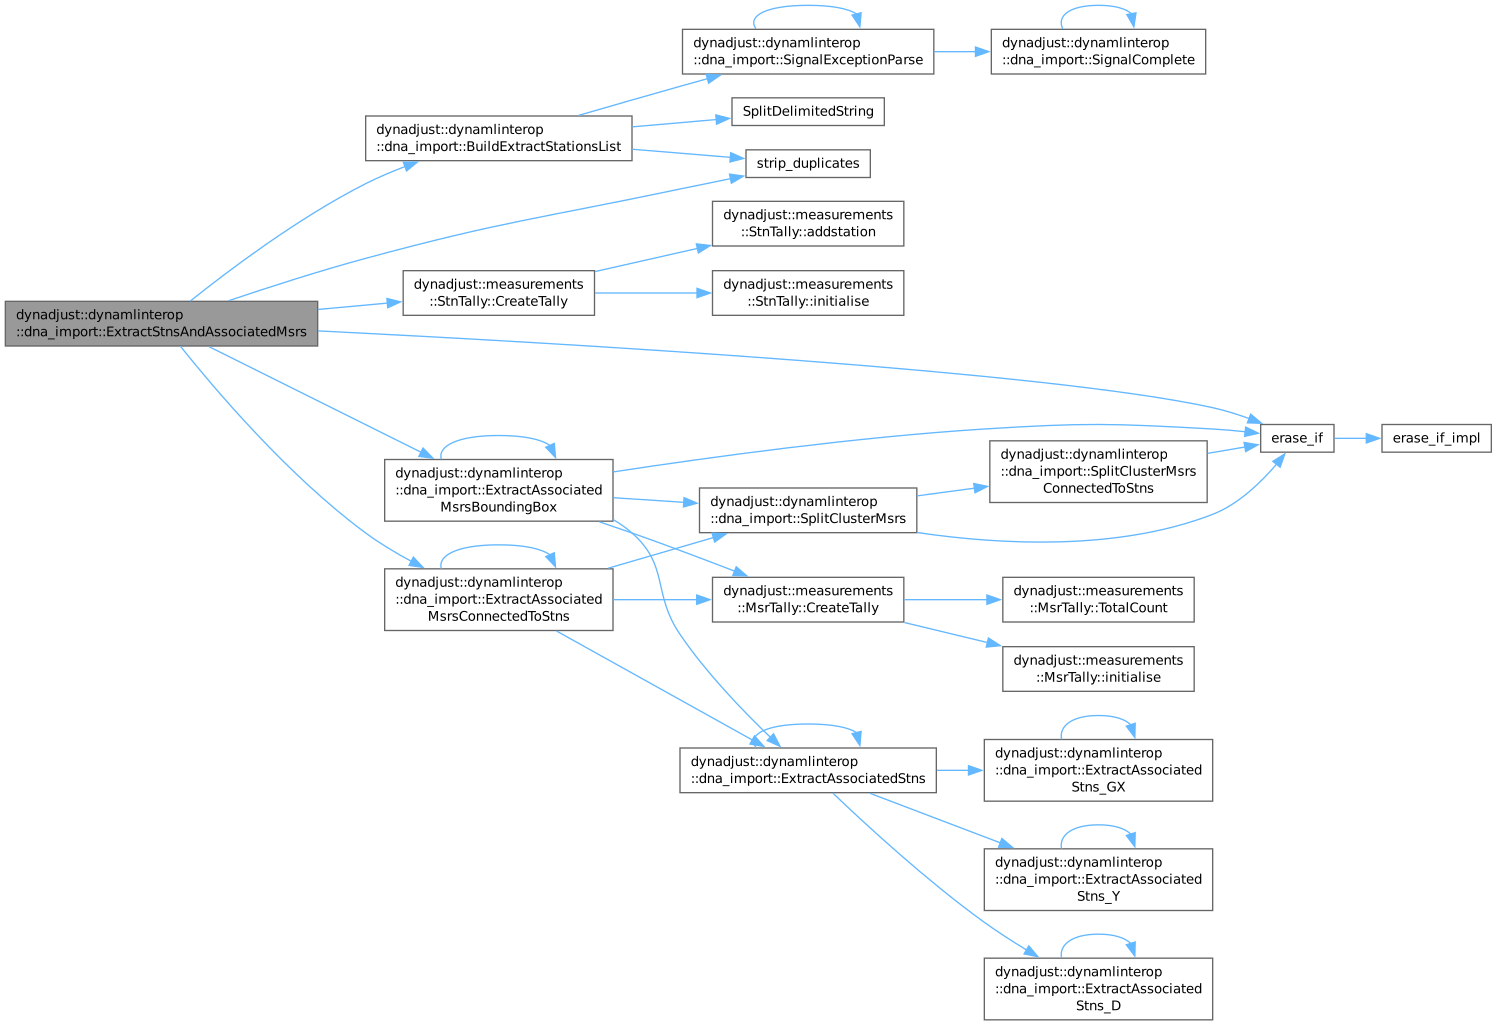 dynadjust::dynamlinterop
::dna_import::SignalExceptionParse
dynadjust::dynamlinterop
::dna_import::SignalComplete
SplitDelimitedString
dynadjust::dynamlinterop
::dna_import::BuildExtractStationsList
strip_duplicates
dynadjust::measurements
::StnTally::addstation
dynadjust::measurements
::StnTally::CreateTally
dynadjust::measurements
::StnTally::initialise
dynadjust::dynamlinterop
::dna_import::ExtractStnsAndAssociatedMsrs
erase_if
erase_if_impl
dynadjust::dynamlinterop
::dna_import::SplitClusterMsrs
ConnectedToStns
dynadjust::dynamlinterop
::dna_import::ExtractAssociated
MsrsBoundingBox
dynadjust::dynamlinterop
::dna_import::SplitClusterMsrs
dynadjust::dynamlinterop
::dna_import::ExtractAssociated
MsrsConnectedToStns
dynadjust::measurements
::MsrTally::CreateTally
dynadjust::measurements
::MsrTally::TotalCount
dynadjust::measurements
::MsrTally::initialise
dynadjust::dynamlinterop
::dna_import::ExtractAssociatedStns
dynadjust::dynamlinterop
::dna_import::ExtractAssociated
Stns_GX
dynadjust::dynamlinterop
::dna_import::ExtractAssociated
Stns_Y
dynadjust::dynamlinterop
::dna_import::ExtractAssociated
Stns_D